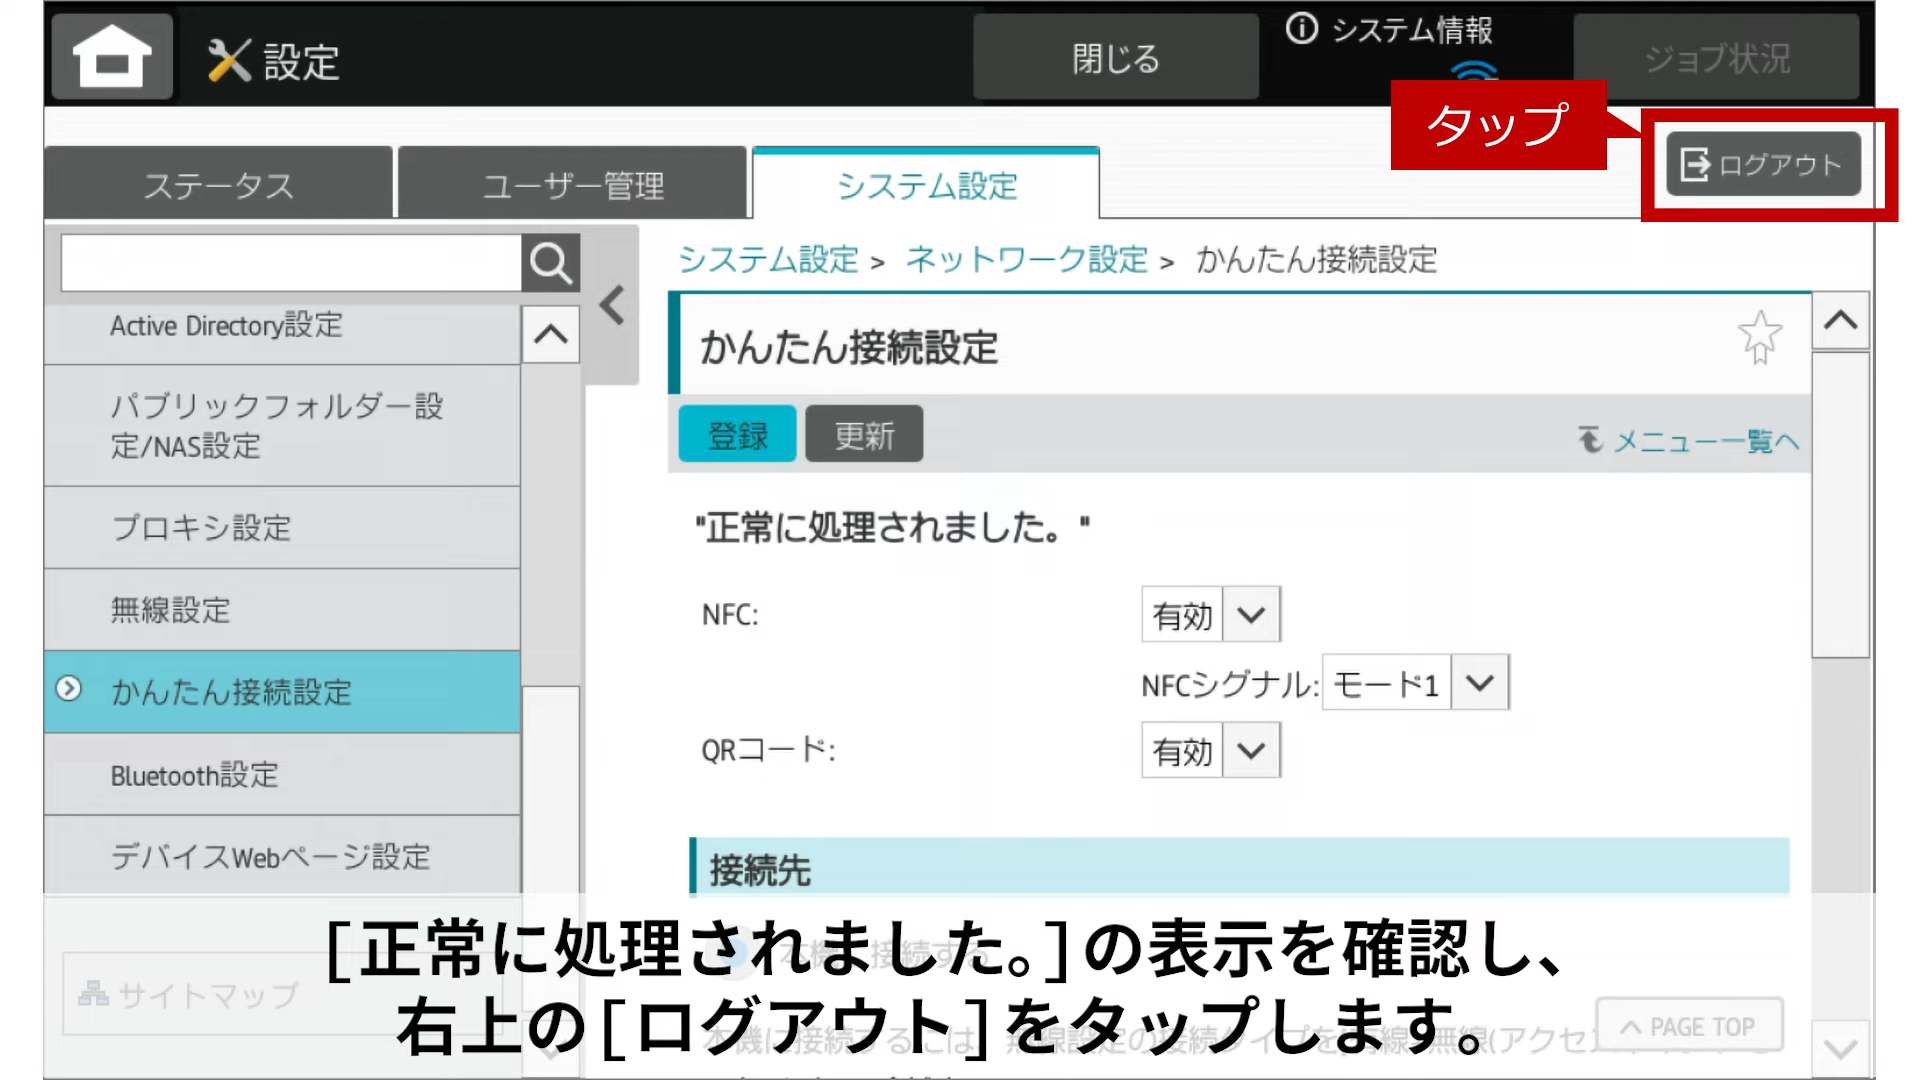 設定
閉じる
システム情報
ジョブ状況
タップ
ログアウト
ステータス
ユーザー管理
システム設定
システム設定 > ネットワーク設定 > かんたん接続設定
Active Directory設定
パブリックフォルダー設
定/NAS設定
プロキシ設定
無線設定
かんたん接続設定
Bluetooth設定
デバイスWebページ設定
サイトマップ
かんたん接続設定
登録
更新
メニュー一覧へ
"正常に処理されました。"
NFC:
有効
NFCシグナル:
モード1
QRコード:
有効
接続先
PAGE TOP
[正常に処理されました。]の表示を確認し、
右上の[ログアウト]をタップします。